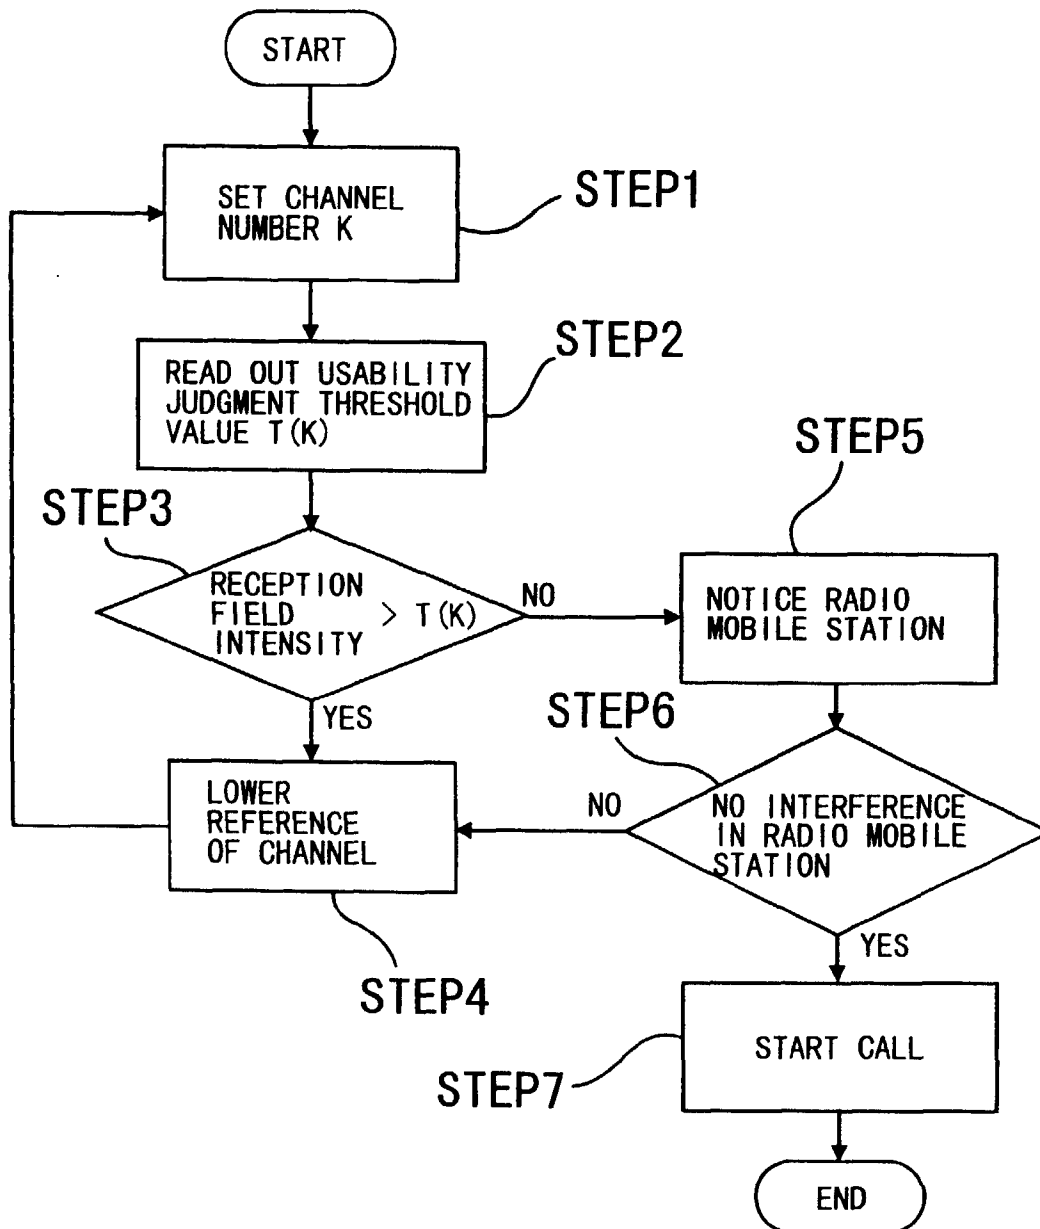 START
SET CHANNEL
NUMBER K
STEP1
READ OUT USABILITY
JUDGMENT THRESHOLD
VALUE T(K)
STEP2
STEP3
RECEPTION
FIELD
INTENSITY
> T(K)
NO
YES
STEP5
NOTICE RADIO
MOBILE STATION
STEP6
NO INTERFERENCE
IN RADIO MOBILE
STATION
NO
YES
LOWER
REFERENCE
OF CHANNEL
STEP4
START CALL
STEP7
END